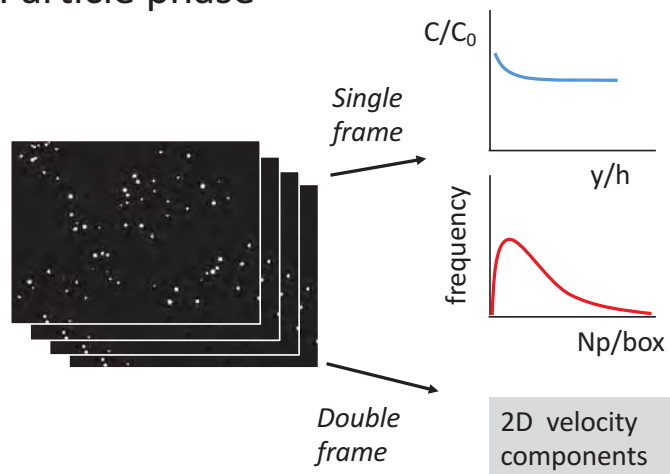 Particle phase
C/C0
Single
frame
y/h
frequency
Np/box
Double
frame
2D velocity
components